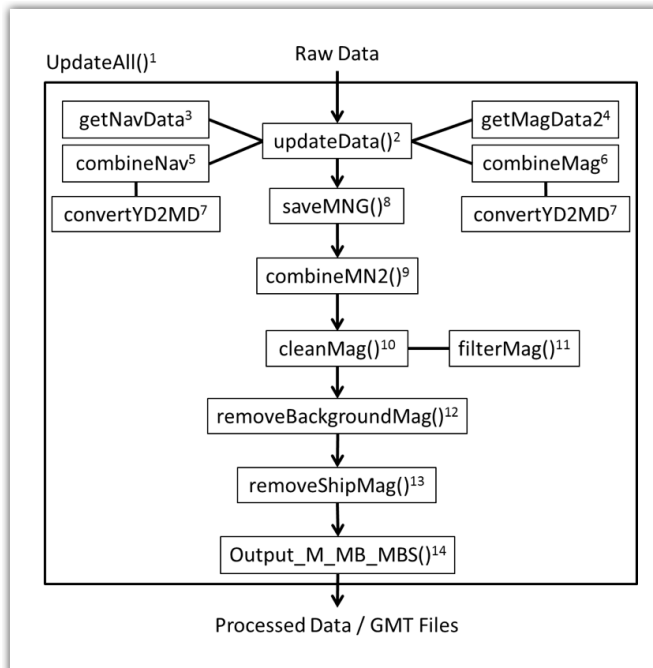 UpdateAll()¹
Raw Data
getNavData³
getMagData2⁴
updateData()²
combineNav⁵
combineMag⁶
convertYD2MD⁷
convertYD2MD⁷
saveMNG()⁸
combineMN2()⁹
cleanMag()¹⁰
filterMag()¹¹
removeBackgroundMag()¹²
removeShipMag()¹³
Output_M_MB_MBS()¹⁴
Processed Data / GMT Files